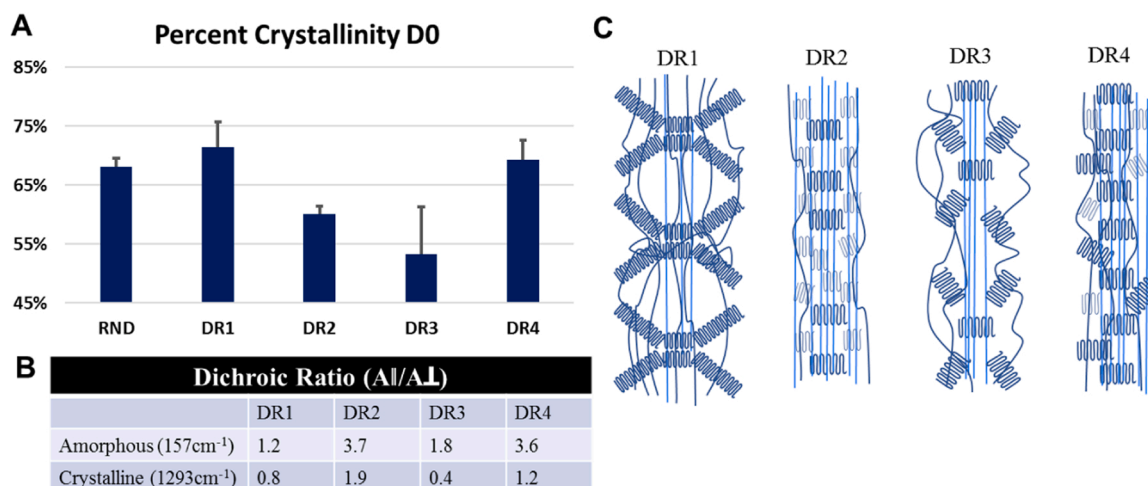 A
Percent Crystallinity D0
85%
75%
65%
55%
45%
RND DR1 DR2 DR3 DR4
B
Dichroic Ratio (A∥/A⊥)
DR1 DR2 DR3 DR4
Amorphous (157cm⁻¹) 1.2 3.7 1.8 3.6
Crystalline (1293cm⁻¹) 0.8 1.9 0.4 1.2
C
DR1 DR2 DR3 DR4